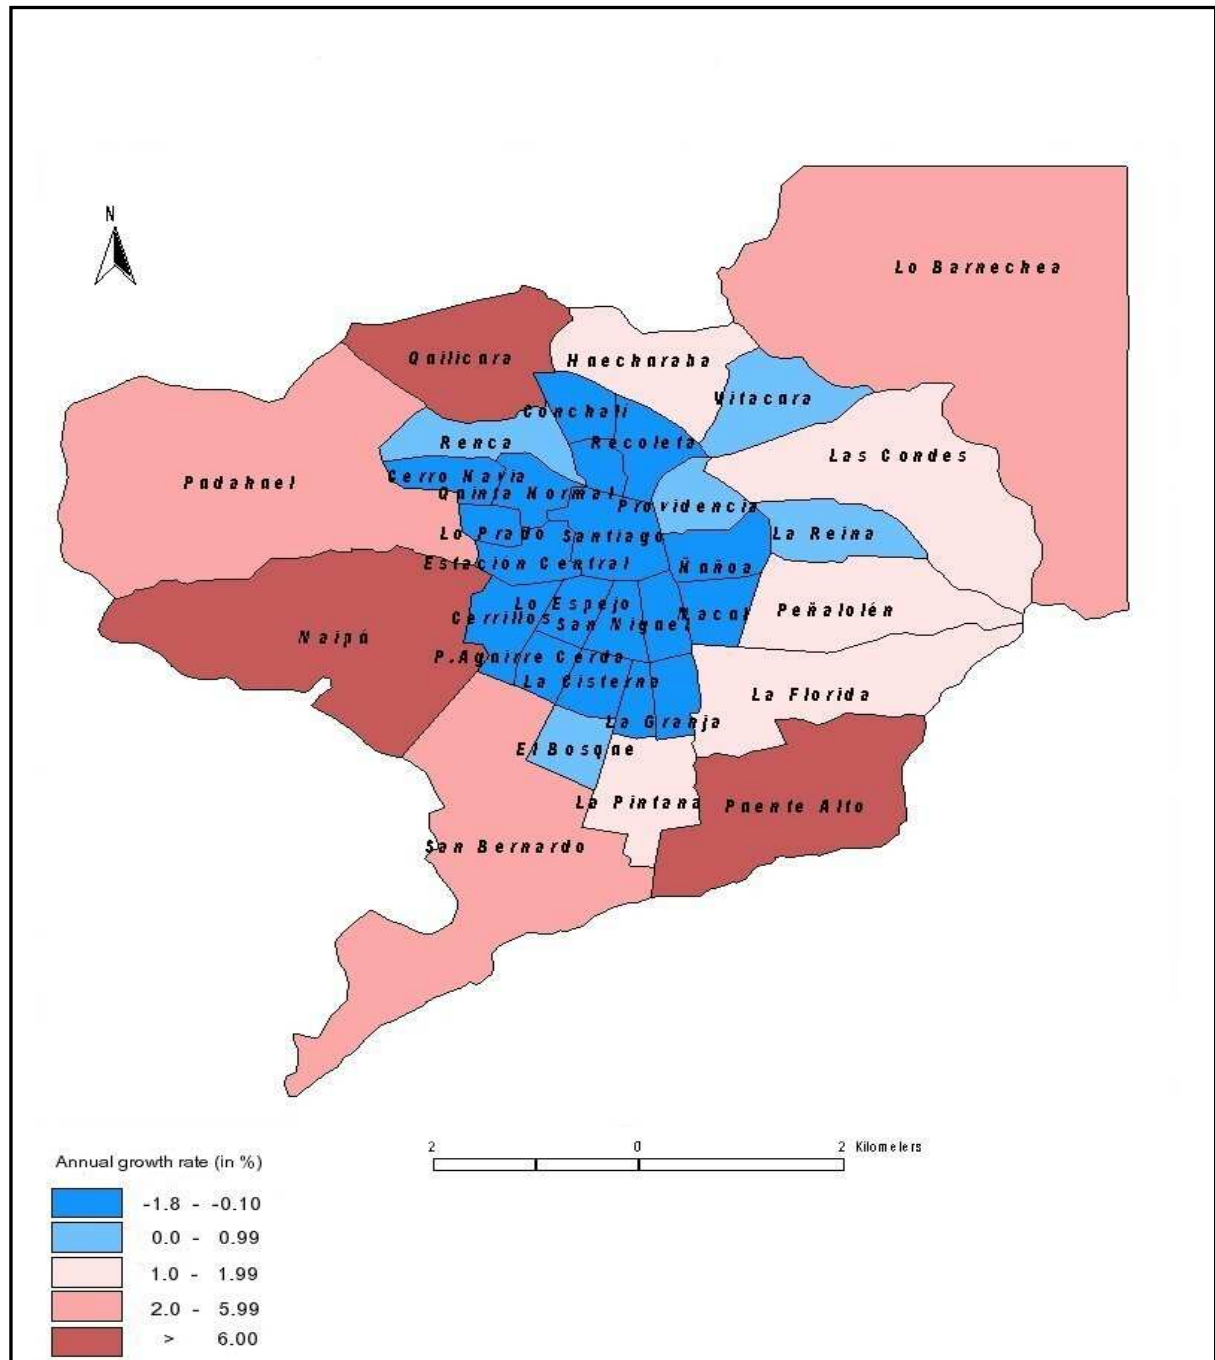 N
Lo Barnechea
Quilicura
Huechuraba
Vitacura
Conchalí
Renca
Recoleta
Las Condes
Cerro Navia
Pudahuel
Quinta Normal
Providencia
Lo Prado
Santiago
La Reina
Estación Central
Ñuñoa
Lo Espejo
Cerrillos
San Miguel
Macul
Peñalolén
Maipú
P.Aguirre Cerda
La Cisterna
La Florida
La Granja
El Bosque
La Pintana
Puente Alto
San Bernardo
2 0 2 Kilometers
Annual growth rate (in %)
-1.8 - -0.10
0.0 - 0.99
1.0 - 1.99
2.0 - 5.99
> 6.00